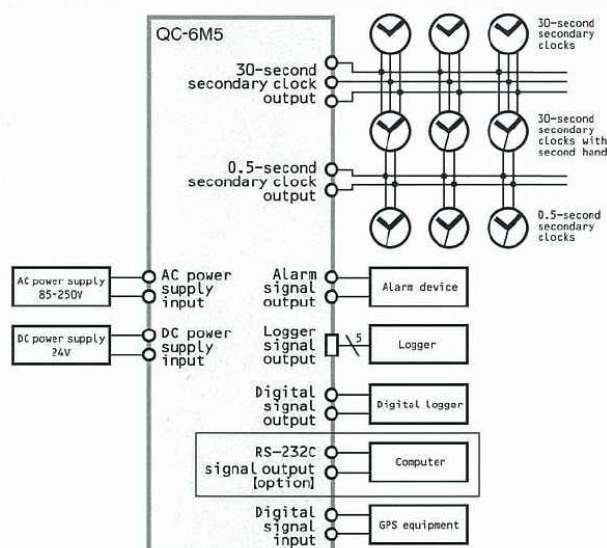 QC-6M5
30-second
secondary clock
output
30-second
secondary
clocks
30-second
secondary
clocks with
second hand
0.5-second
secondary clock
output
0.5-second
secondary
clocks
AC power supply
85-250V
AC power
supply
input
Alarm
signal
output
Alarm device
DC power supply
24V
DC power
supply
input
Logger
signal
output
5
Logger
Digital
signal
output
Digital logger
RS-232C
signal output
[option]
Computer
Digital
signal
input
GPS equipment